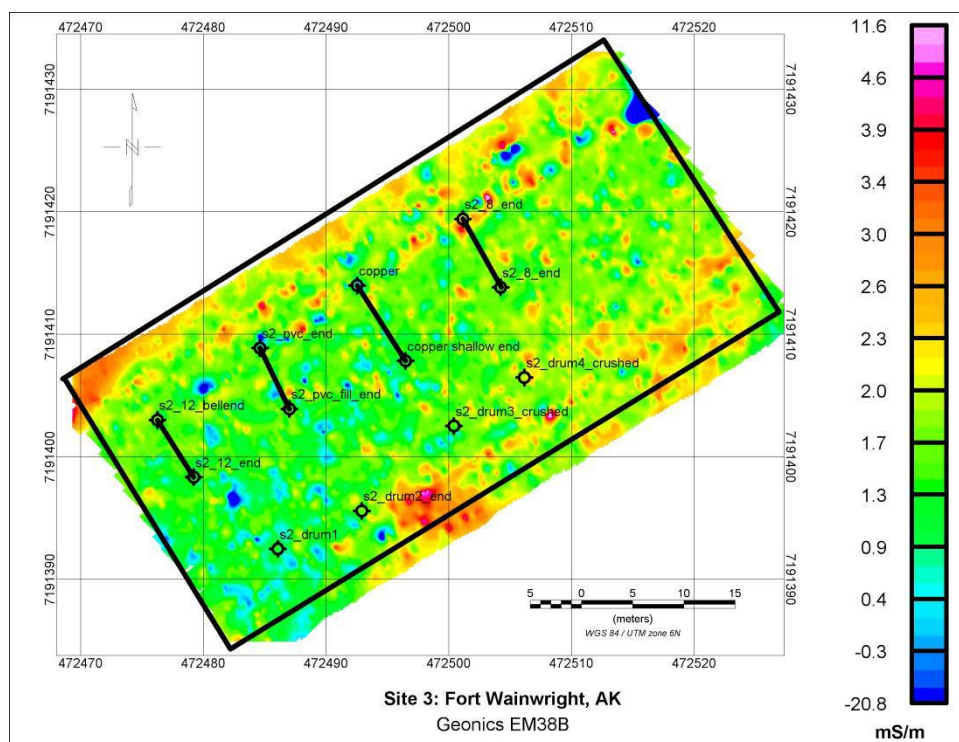 472470 472480 472490 472500 472510 472520
7191430 7191430
7191420 7191420
7191410 7191410
7191400 7191400
7191390 7191390
N
s2_8_end
copper
s2_8_end
s2_pvc_end
copper shallow end
s2_drum4_crushed
s2_12_bellend
s2_pvc_fill_end
s2_drum3_crushed
s2_12_end
s2_drum2_end
s2_drum1
5 0 5 10 15
(meters)
WGS 84 / UTM zone 6N
472470 472480 472490 472500 472510 472520
Site 3: Fort Wainwright, AK
Geonics EM38B
11.6
4.6
3.9
3.4
3.0
2.6
2.3
2.0
1.7
1.3
0.9
0.4
-0.3
-20.8
mS/m